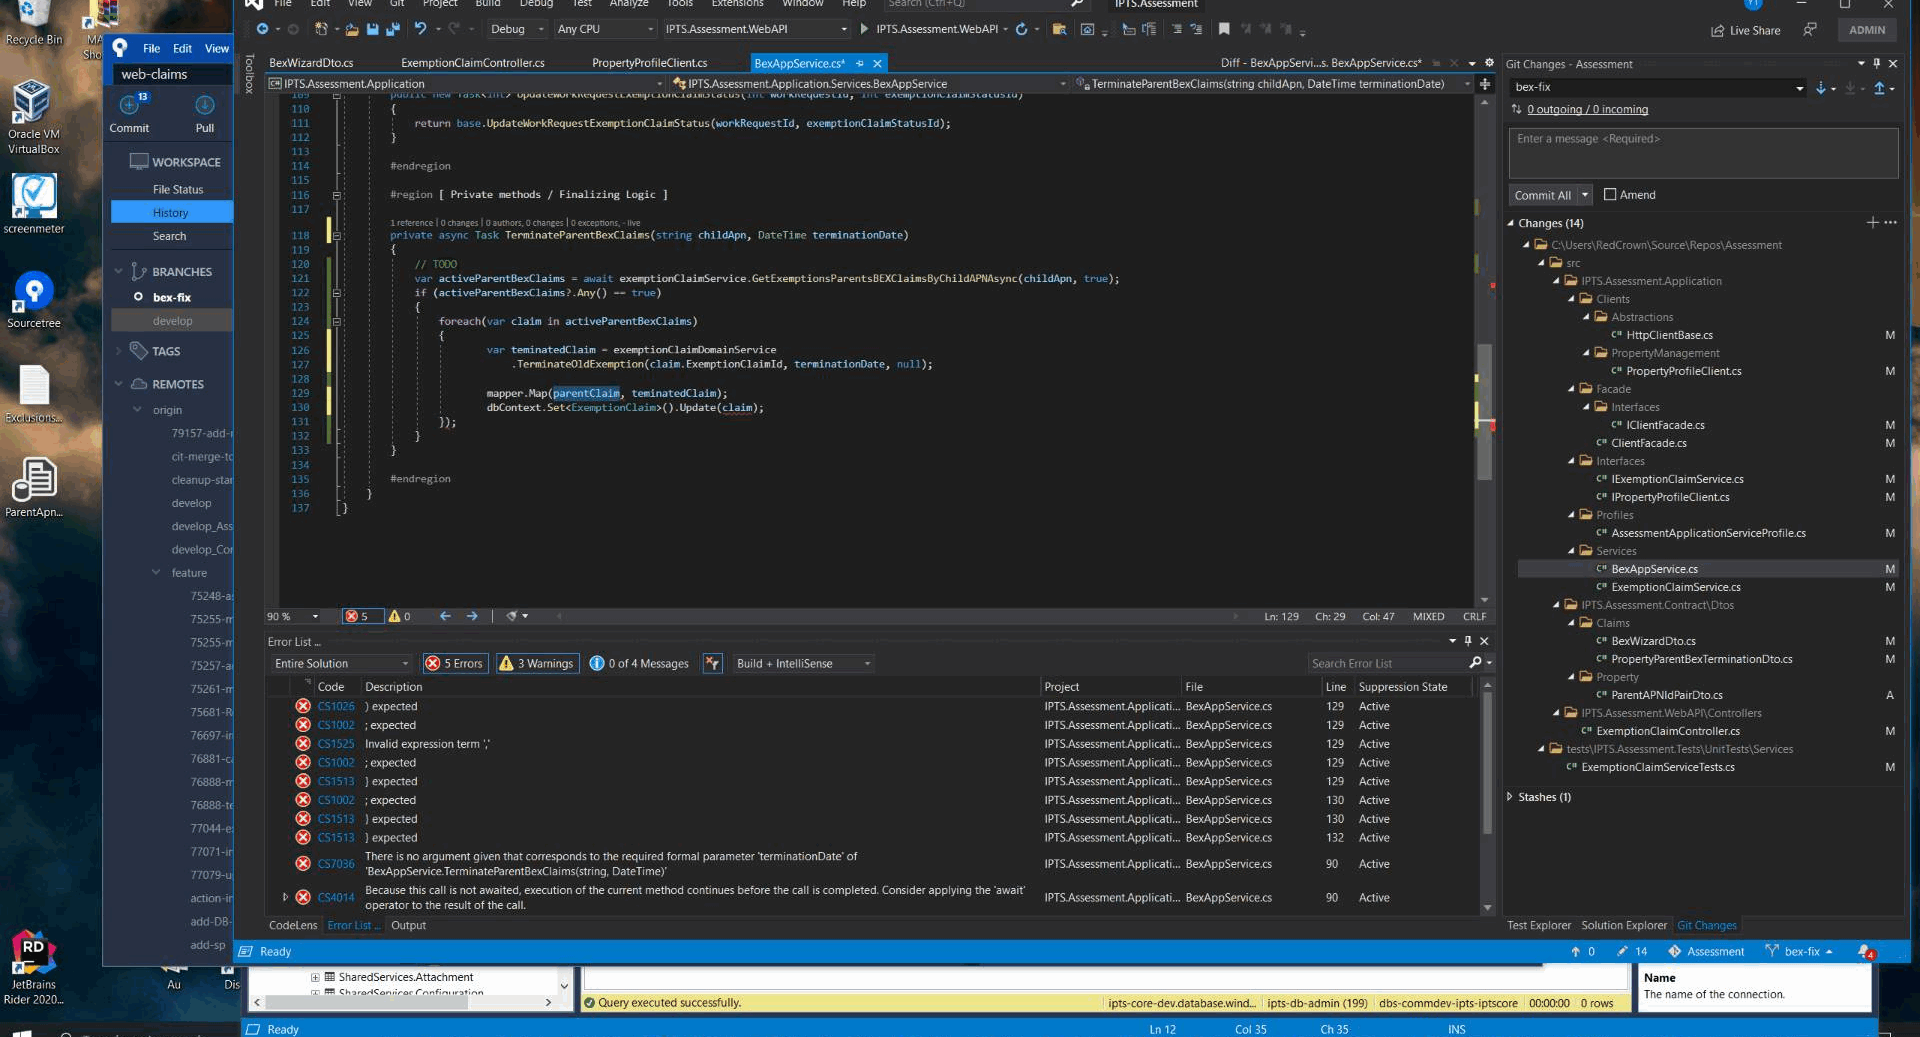 File Edit View Project Build Debug Test Analyze Tools Extensions Window Help Search (Ctrl+Q) IPTS.Assessment
Recycle Bin
Oracle VM
VirtualBox
screenmeter
Sourcetree
Exclusions...
ParentApn...
JetBrains
Rider 2020...
File Edit View
web-claims
13
Commit Pull
WORKSPACE
File Status
History
Search
BRANCHES
bex-fix
develop
TAGS
REMOTES
origin
79157-add-
cit-merge-to
cleanup-star
develop
develop_Ass
develop_Cor
feature
75248-a
75255-m
75255-m
75257-a
75261-m
75681-R
76697-in
76881-c
76888-m
76888-te
77044-e
77071-in
77079-u
action-in
add-DB-
add-sp
Debug Any CPU IPTS.Assessment.WebAPI IPTS.Assessment.WebAPI Live Share ADMIN
Toolbox
BexWizardDto.cs ExemptionClaimController.cs PropertyProfileClient.cs BexAppService.cs* Diff - BexAppServi...s. BexAppService.cs*
IPTS.Assessment.Application IPTS.Assessment.Application.Services.BexAppService TerminateParentBexClaims(string childApn, DateTime terminationDate)
109 public new Task<int> UpdateWorkRequestExemptionClaimStatus(int workRequestId, int exemptionClaimStatusId)
110 {
111 return base.UpdateWorkRequestExemptionClaimStatus(workRequestId, exemptionClaimStatusId);
112 }
113
114 #endregion
115
116 #region [ Private methods / Finalizing Logic ]
117
1 reference | 0 changes | 0 authors, 0 changes | 0 exceptions, - live
118 private async Task TerminateParentBexClaims(string childApn, DateTime terminationDate)
119 {
120 // TODO
121 var activeParentBexClaims = await exemptionClaimService.GetExemptionsParentsBEXClaimsByChildAPNAsync(childApn, true);
122 if (activeParentBexClaims?.Any() == true)
123 {
124 foreach(var claim in activeParentBexClaims)
125 {
126 var teminatedClaim = exemptionClaimDomainService
127 .TerminateOldExemption(claim.ExemptionClaimId, terminationDate, null);
128
129 mapper.Map(parentClaim, teminatedClaim);
130 dbContext.Set<ExemptionClaim>().Update(claim);
131 });
132 }
133 }
134
135 #endregion
136 }
137 }
90 % 5 0 Ln: 129 Ch: 29 Col: 47 MIXED CRLF
Error List ...
Entire Solution 5 Errors 3 Warnings 0 of 4 Messages Build + IntelliSense Search Error List
Code Description Project File Line Suppression State
CS1026 ) expected IPTS.Assessment.Applicati... BexAppService.cs 129 Active
CS1002 ; expected IPTS.Assessment.Applicati... BexAppService.cs 129 Active
CS1525 Invalid expression term ',' IPTS.Assessment.Applicati... BexAppService.cs 129 Active
CS1002 ; expected IPTS.Assessment.Applicati... BexAppService.cs 129 Active
CS1513 } expected IPTS.Assessment.Applicati... BexAppService.cs 129 Active
CS1002 ; expected IPTS.Assessment.Applicati... BexAppService.cs 130 Active
CS1513 } expected IPTS.Assessment.Applicati... BexAppService.cs 130 Active
CS1513 } expected IPTS.Assessment.Applicati... BexAppService.cs 132 Active
There is no argument given that corresponds to the required formal parameter 'terminationDate' of
CS7036 'BexAppService.TerminateParentBexClaims(string, DateTime)' IPTS.Assessment.Applicati... BexAppService.cs 90 Active
Because this call is not awaited, execution of the current method continues before the call is completed. Consider applying the 'await'
CS4014 operator to the result of the call. IPTS.Assessment.Applicati... BexAppService.cs 90 Active
CodeLens Error List ... Output
Git Changes - Assessment
bex-fix
0 outgoing / 0 incoming
Enter a message <Required>
Commit All Amend
Changes (14)
C:\Users\RedCrown\Source\Repos\Assessment
src
IPTS.Assessment.Application
Clients
Abstractions
HttpClientBase.cs M
PropertyManagement
PropertyProfileClient.cs M
Facade
Interfaces
IClientFacade.cs M
ClientFacade.cs M
Interfaces
IExemptionClaimService.cs M
IPropertyProfileClient.cs M
Profiles
AssessmentApplicationServiceProfile.cs M
Services
BexAppService.cs M
ExemptionClaimService.cs M
IPTS.Assessment.Contract\Dtos
Claims
BexWizardDto.cs M
PropertyParentBexTerminationDto.cs M
Property
ParentAPNIdPairDto.cs A
IPTS.Assessment.WebAPI\Controllers
ExemptionClaimController.cs M
tests\IPTS.Assessment.Tests\UnitTests\Services
ExemptionClaimServiceTests.cs M
Stashes (1)
Test Explorer Solution Explorer Git Changes
Ready 0 14 Assessment bex-fix 4
Au Dis
SharedServices.Attachment
SharedServices.Configuration
Query executed successfully. ipts-core-dev.database.wind... ipts-db-admin (199) dbs-commdev-ipts-iptscore 00:00:00 0 rows
Name
The name of the connection.
Ready Ln 12 Col 35 Ch 35 INS